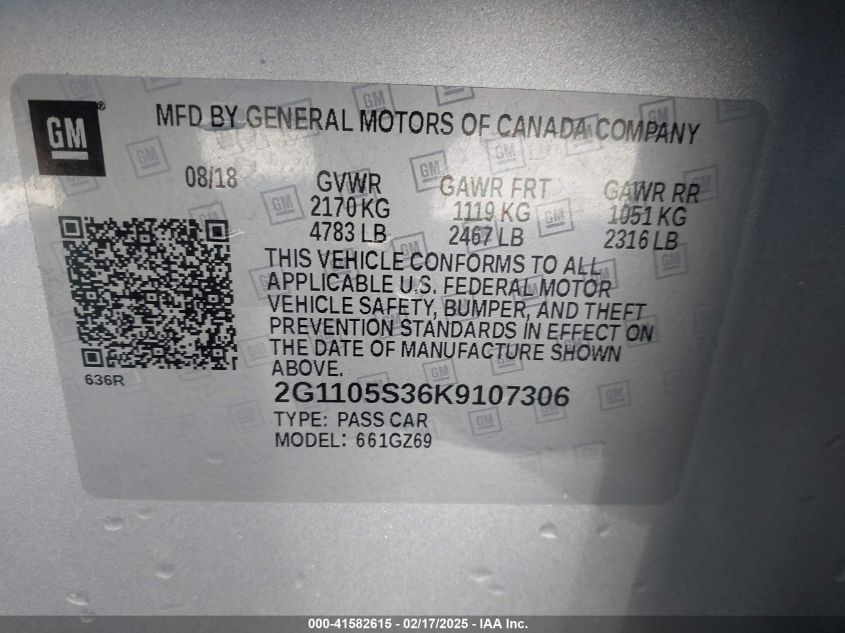 GM
MFD BY GENERAL MOTORS OF CANADA COMPANY
08/18
GVWR GAWR FRT GAWR RR
2170 KG 1119 KG 1051 KG
4783 LB 2467 LB 2316 LB
THIS VEHICLE CONFORMS TO ALL
APPLICABLE U.S. FEDERAL MOTOR
VEHICLE SAFETY, BUMPER, AND THEFT
PREVENTION STANDARDS IN EFFECT ON
THE DATE OF MANUFACTURE SHOWN
ABOVE.
636R
2G1105S36K9107306
TYPE: PASS CAR
MODEL: 661GZ69
000-41582615 - 02/17/2025 - IAA Inc.